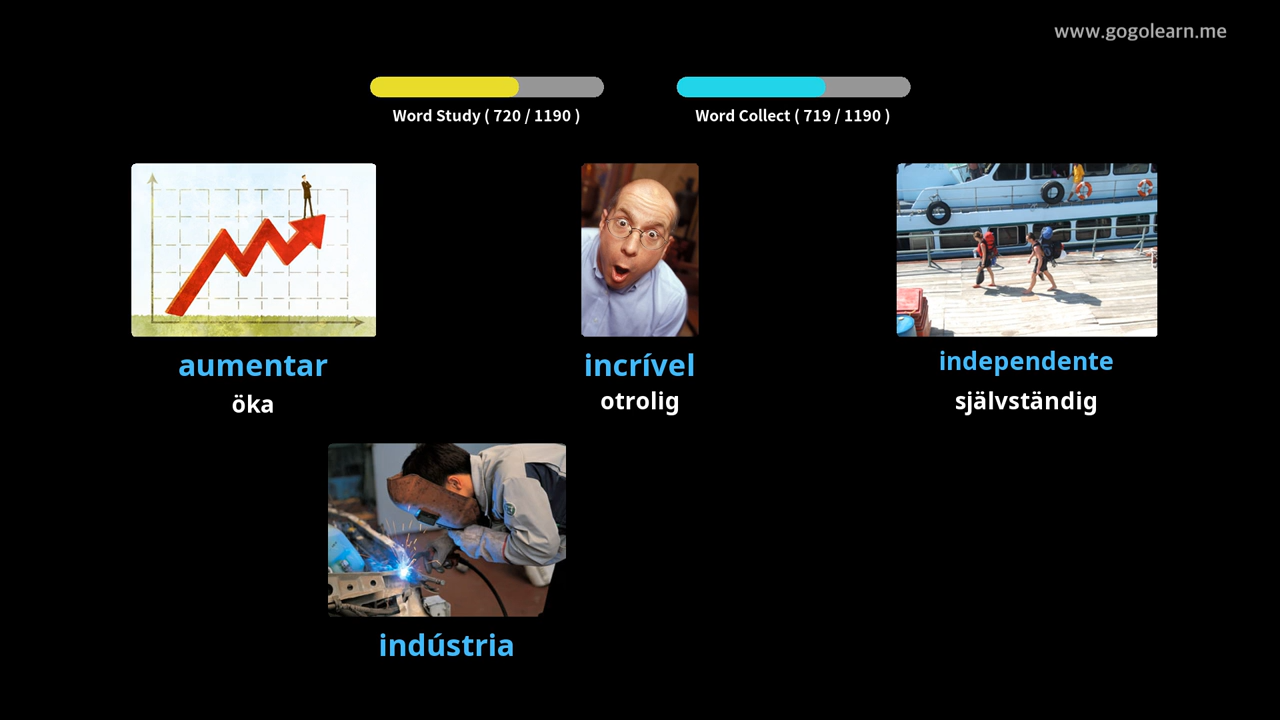 www.gogolearn.me
Word Study ( 720 / 1190 )
Word Collect ( 719 / 1190 )
aumentar
öka
incrível
otrolig
independente
självständig
indústria